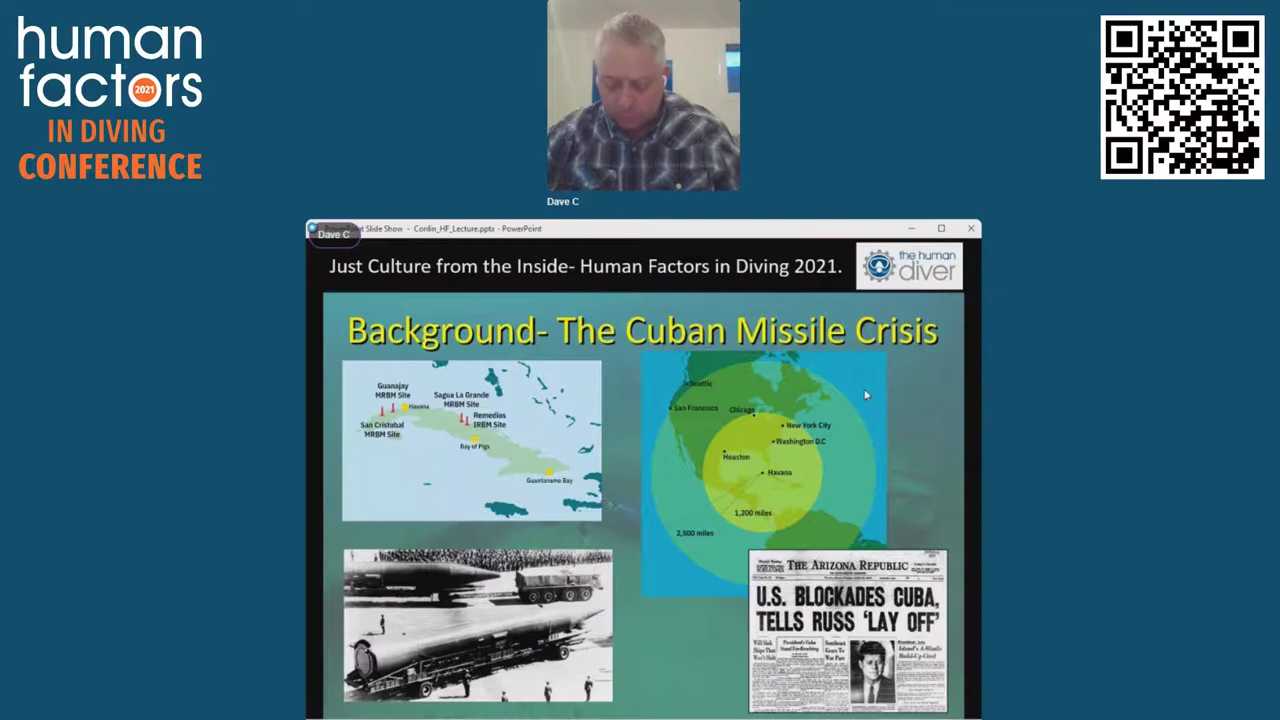 human
factors
2021
IN DIVING
CONFERENCE
Dave C
PowerPoint Slide Show - Conlin_HF_Lecture.pptx - PowerPoint
Dave C
Just Culture from the Inside- Human Factors in Diving 2021.
the human
diver
Background- The Cuban Missile Crisis
Guanajay
MRBM Site
Havana
Sagua La Grande
MRBM Site
Remedios
IRBM Site
San Cristobal
MRBM Site
Bay of Pigs
Guantanamo Bay
Seattle
San Francisco
Chicago
New York City
Washington D.C
Houston
Havana
1,200 miles
2,500 miles
THE ARIZONA REPUBLIC
U.S. BLOCKADES CUBA,
TELLS RUSS 'LAY OFF'